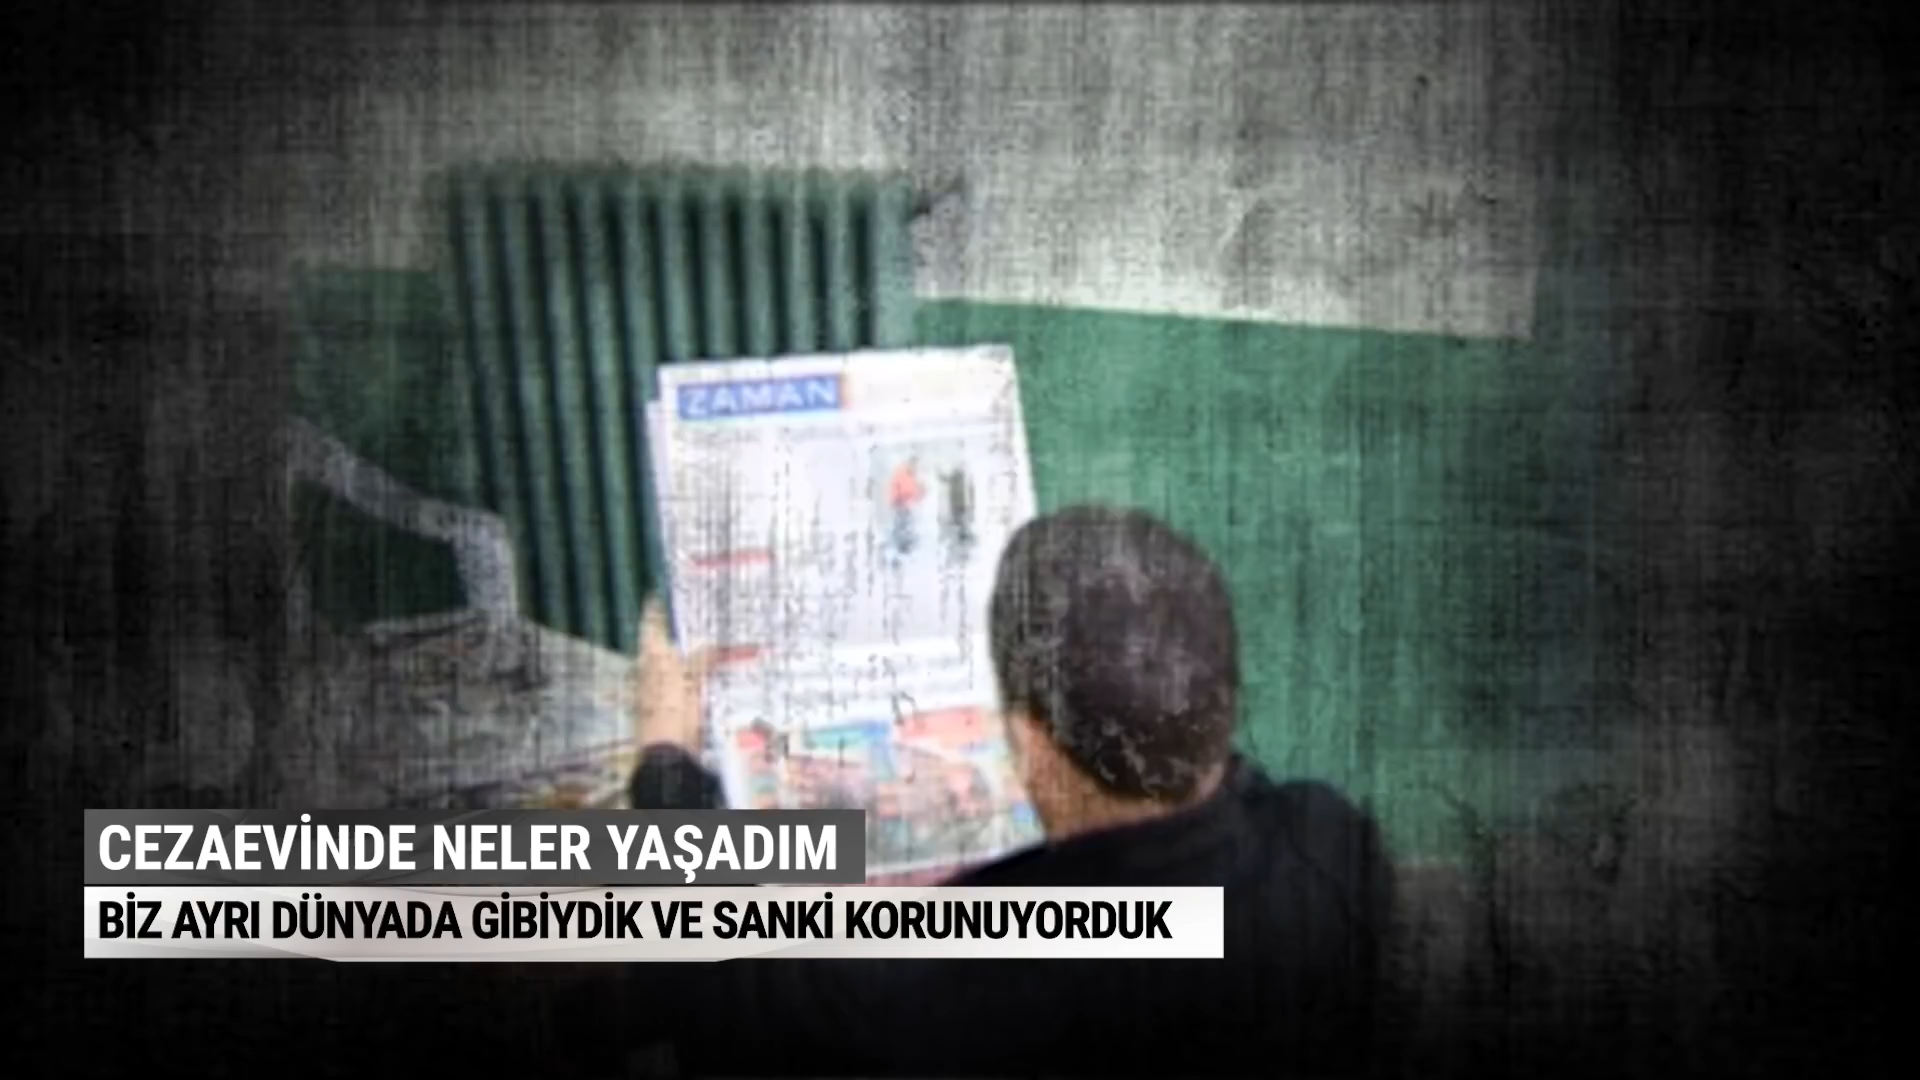 ZAMAN
CEZAEVİNDE NELER YAŞADIM
BİZ AYRI DÜNYADA GİBİYDİK VE SANKİ KORUNUYORDUK